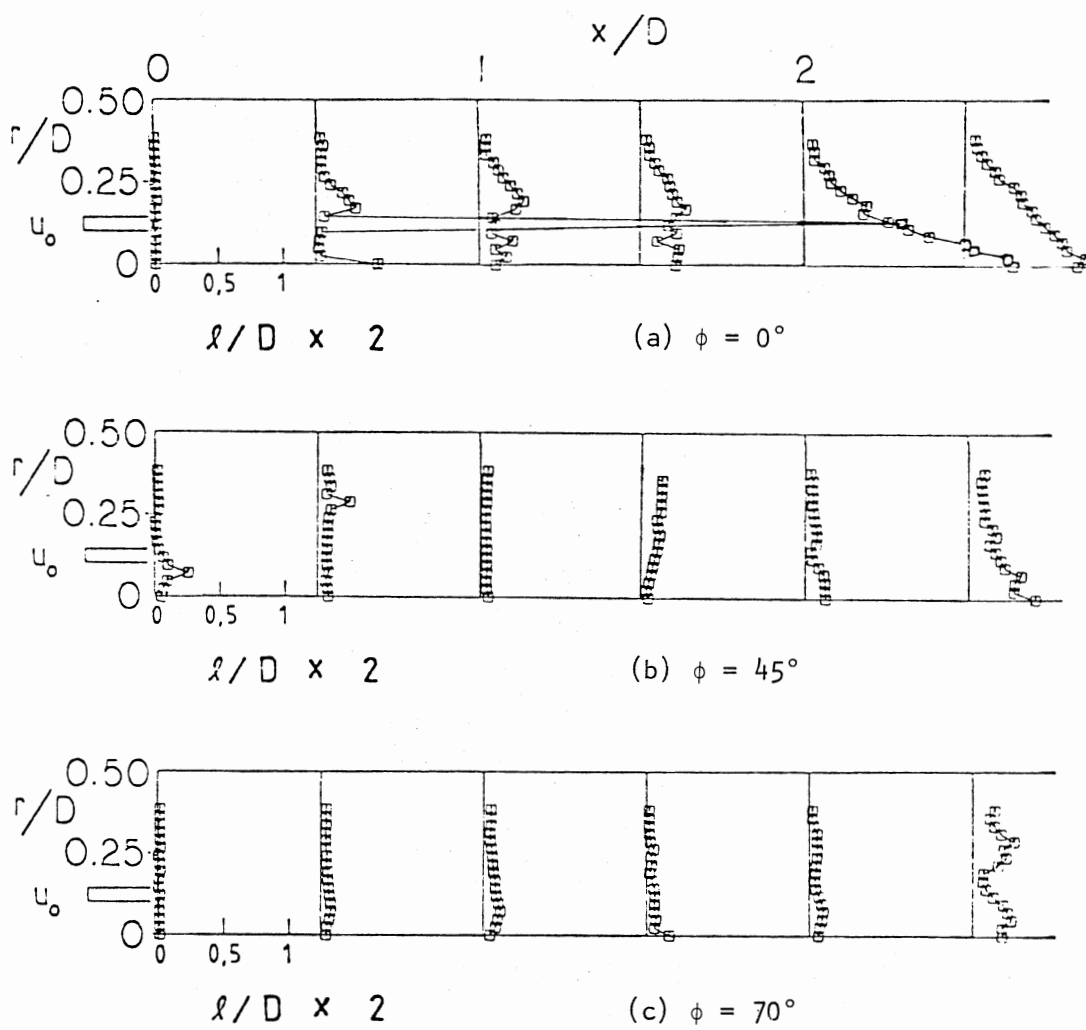 x/D
0 1 2
0.50
r/D
0.25
u₀
0
0 0,5 1
ℓ/D × 2 (a) φ = 0°
0.50
r/D
0.25
u₀
0
0 0,5 1
ℓ/D × 2 (b) φ = 45°
0.50
r/D
0.25
u₀
0
0 0,5 1
ℓ/D × 2 (c) φ = 70°